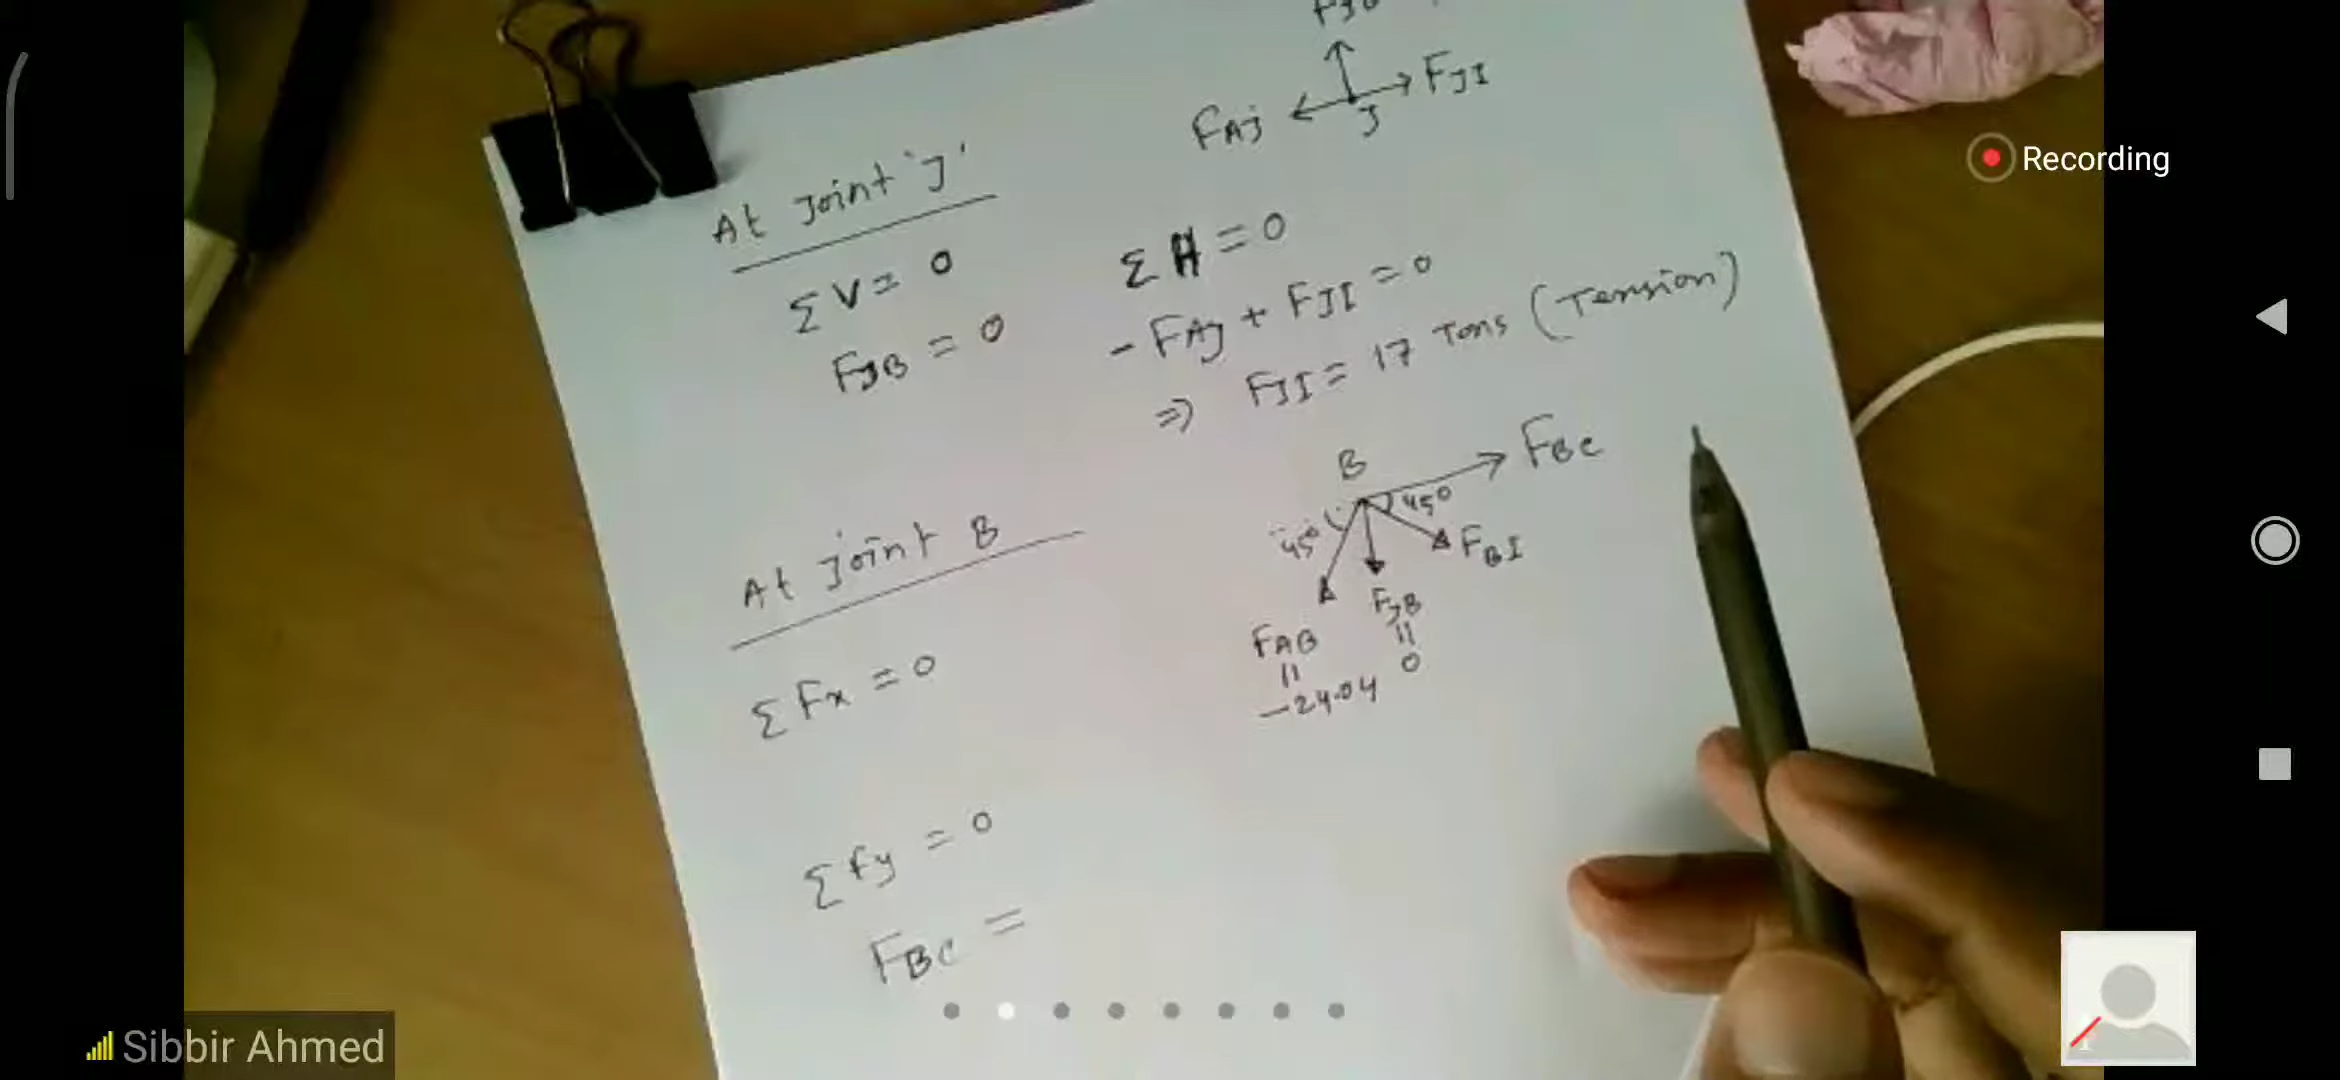 FJI
FAJ
J
Recording
At Joint 'J'
ΣV = 0
ΣH = 0
FJB = 0
- FAJ + FJI = 0
⇒ FJI = 17 Tons (Tension)
B
FBC
45°
45°
FBI
At Joint B
FAB
FJB
=
=
-24.04
0
ΣFx = 0
ΣFy = 0
FBC =
Sibbir Ahmed